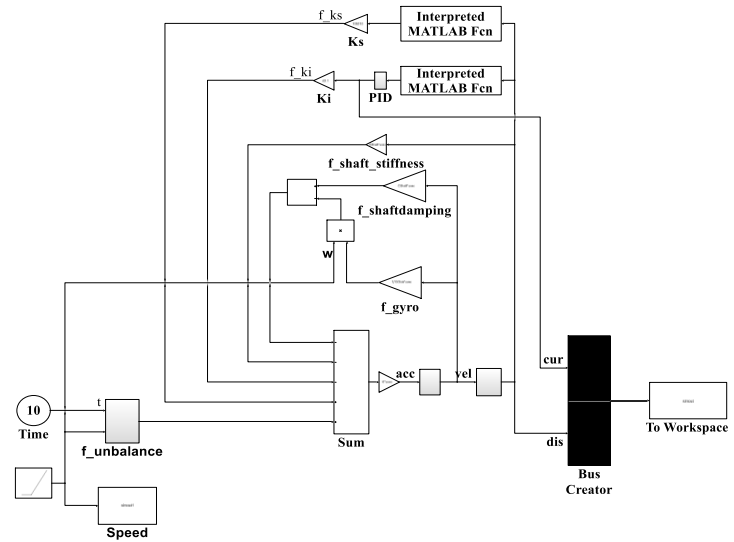 f_ks
Ks
Interpreted
MATLAB Fcn
f_ki
Ki
PID
Interpreted
MATLAB Fcn
f_shaft_stiffness
f_shaftdamping
×
w
f_gyro
acc
vel
cur
dis
Sum
10
Time
t
f_unbalance
To Workspace
Bus
Creator
Speed